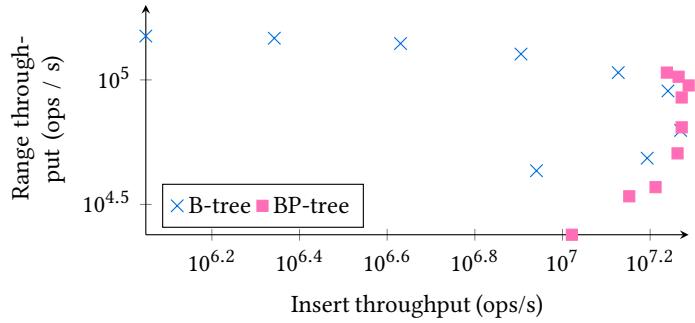 Range through-
put (ops / s)
10^5
10^4.5
B-tree BP-tree
10^6.2 10^6.4 10^6.6 10^6.8 10^7 10^7.2
Insert throughput (ops/s)